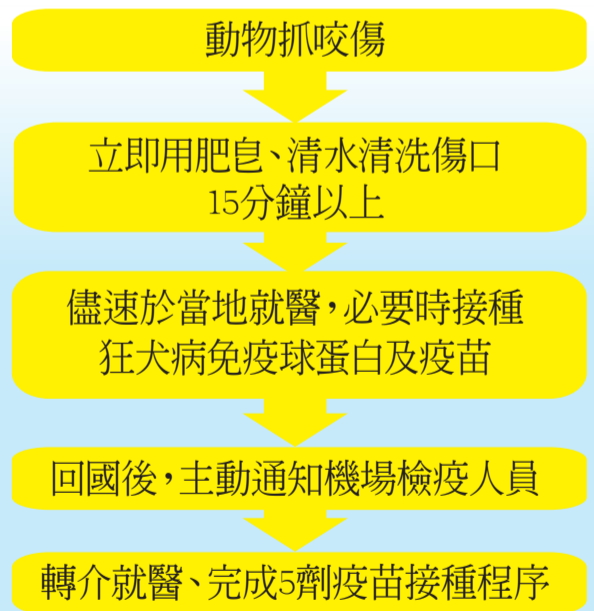 動物抓咬傷
立即用肥皂、清水清洗傷口
15分鐘以上
儘速於當地就醫，必要時接種
狂犬病免疫球蛋白及疫苗
回國後，主動通知機場檢疫人員
轉介就醫、完成5劑疫苗接種程序